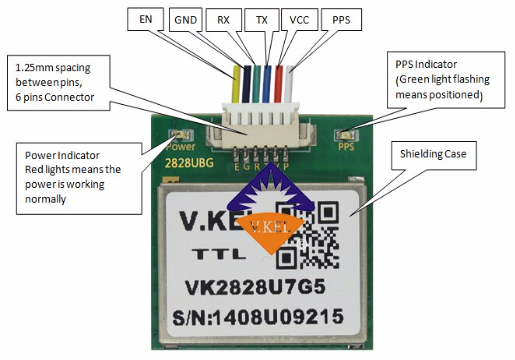 EN
GND
RX
TX
VCC
PPS
1.25mm spacing
between pins,
6 pins Connector
PPS Indicator
(Green light flashing
means positioned)
Power
2828UBG
PPS
E G R
P
Power Indicator
Red lights means the
power is working
normally
Shielding Case
V.KEL
V.KEL
TTL
VK2828U7G5
S/N:1408U09215